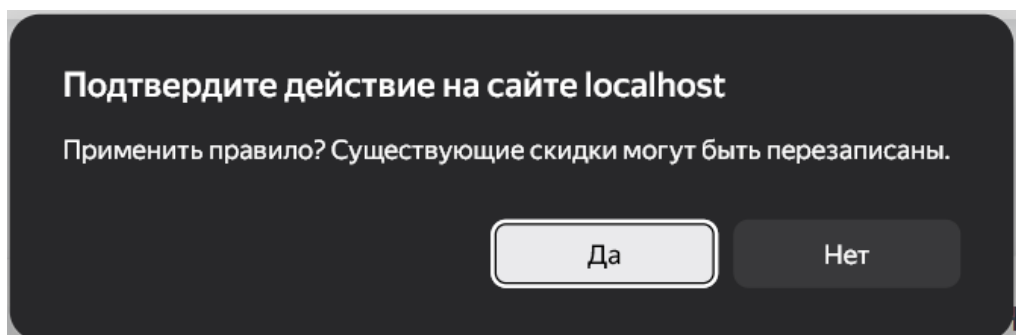 Подтвердите действие на сайте localhost
Применить правило? Существующие скидки могут быть перезаписаны.
Да
Нет